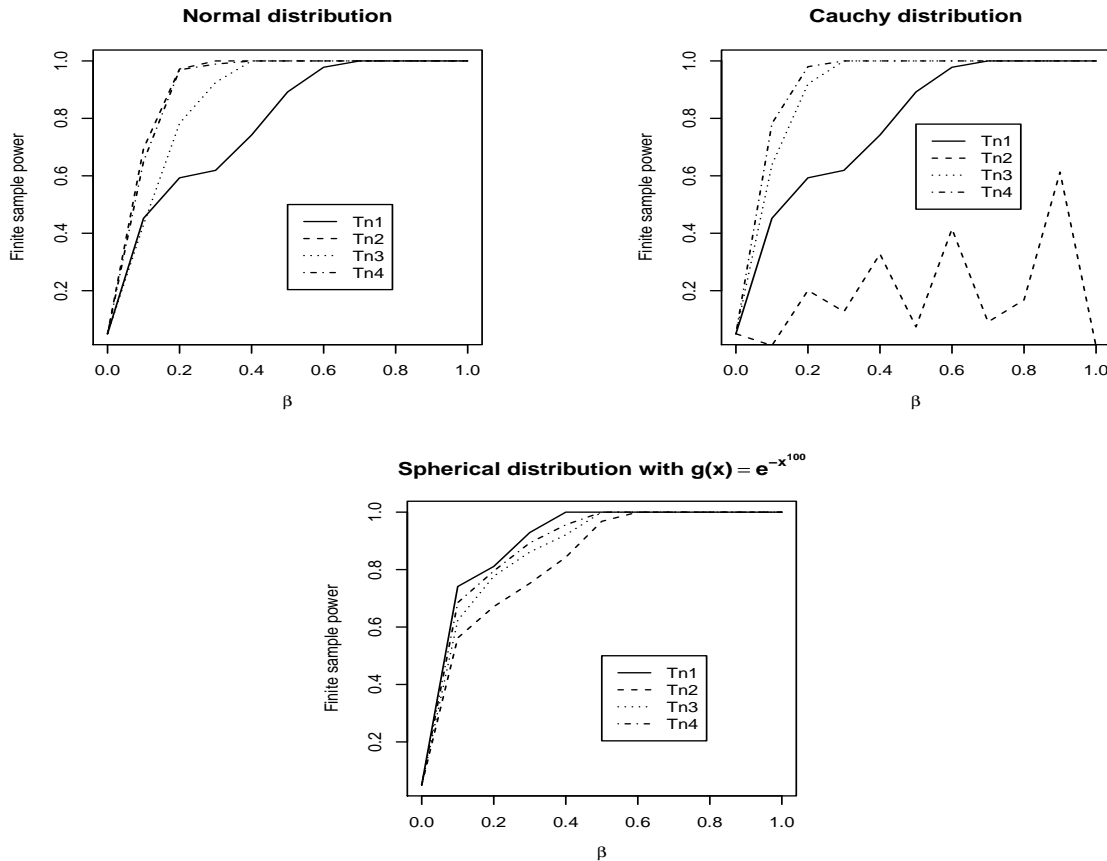 Normal distribution
Finite sample power
0.2 0.4 0.6 0.8 1.0
Tn1
Tn2
Tn3
Tn4
0.0 0.2 0.4 0.6 0.8 1.0
β
Cauchy distribution
Finite sample power
0.2 0.4 0.6 0.8 1.0
Tn1
Tn2
Tn3
Tn4
0.0 0.2 0.4 0.6 0.8 1.0
β
Spherical distribution with g(x) = e^{-x^{100}}
Finite sample power
0.2 0.4 0.6 0.8 1.0
Tn1
Tn2
Tn3
Tn4
0.0 0.2 0.4 0.6 0.8 1.0
β